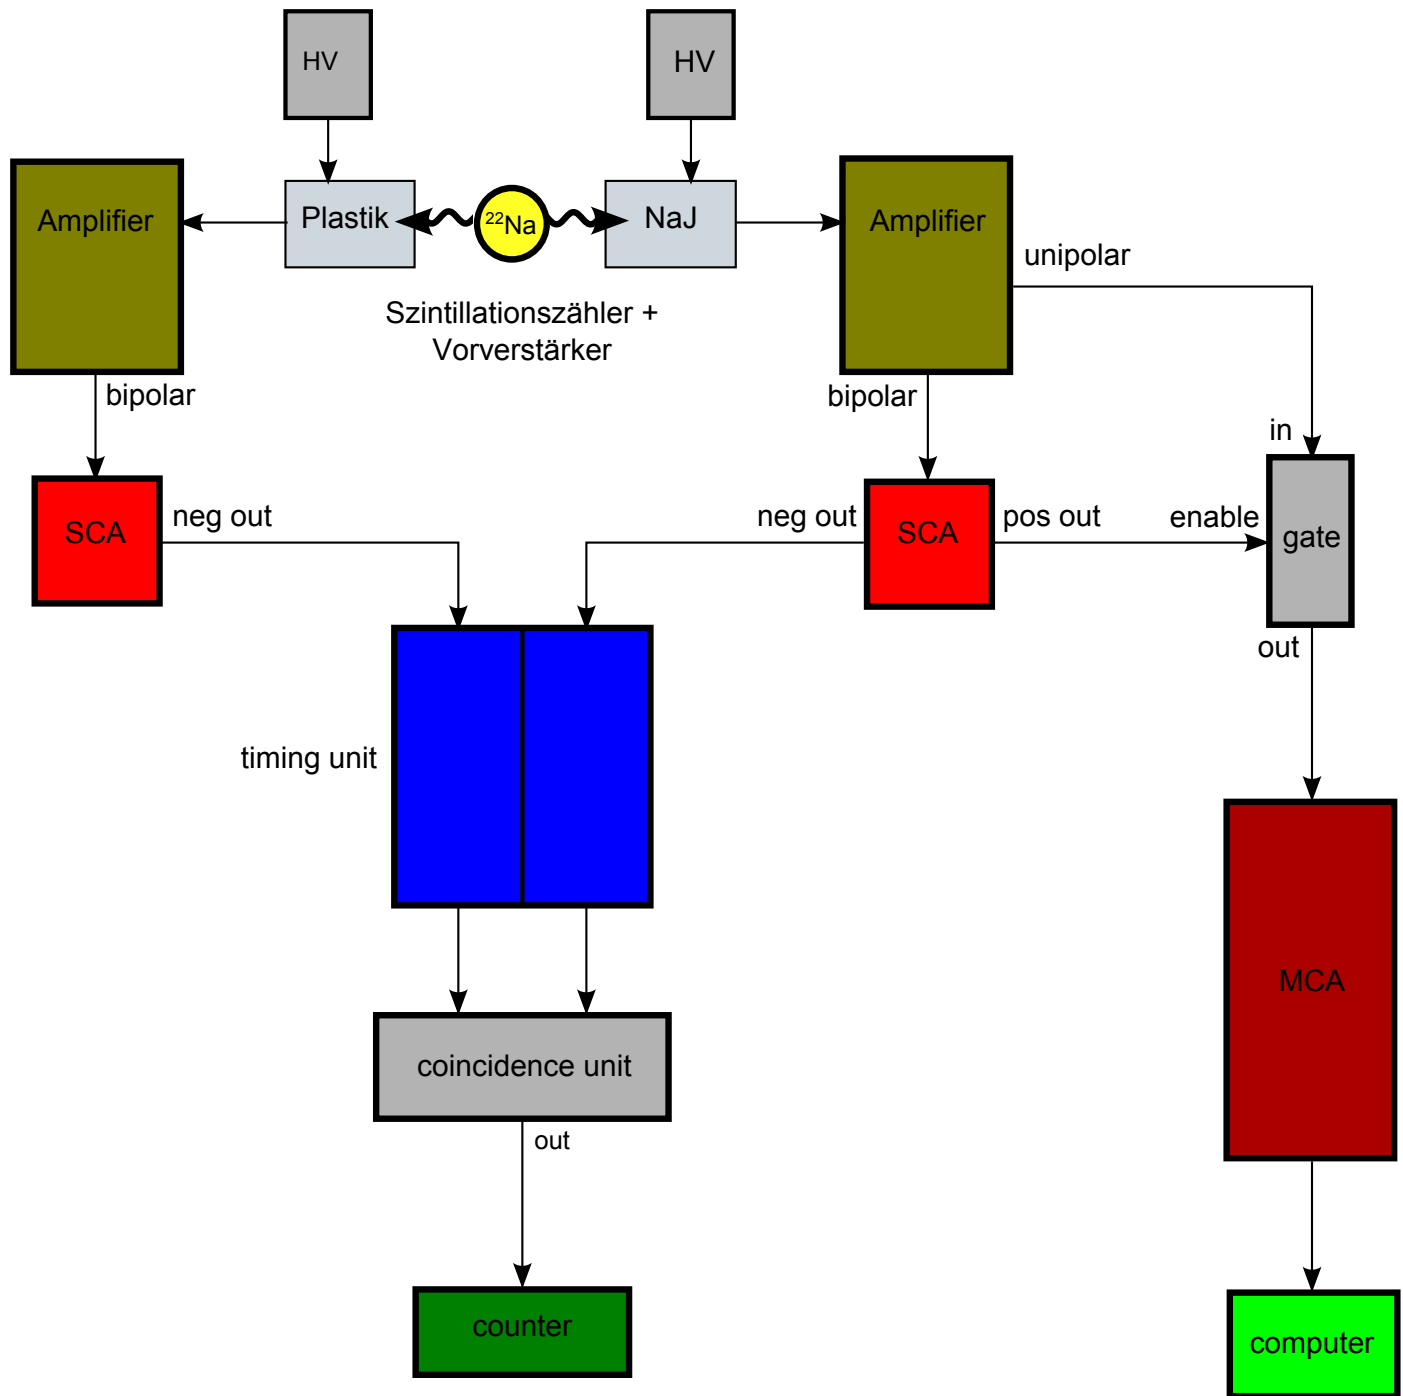 HV
HV
Amplifier
Plastik
²²Na
NaJ
Amplifier
unipolar
Szintillationszähler +
Vorverstärker
bipolar
bipolar
in
SCA
neg out
neg out
SCA
pos out
enable
gate
out
timing unit
MCA
coincidence unit
out
counter
computer